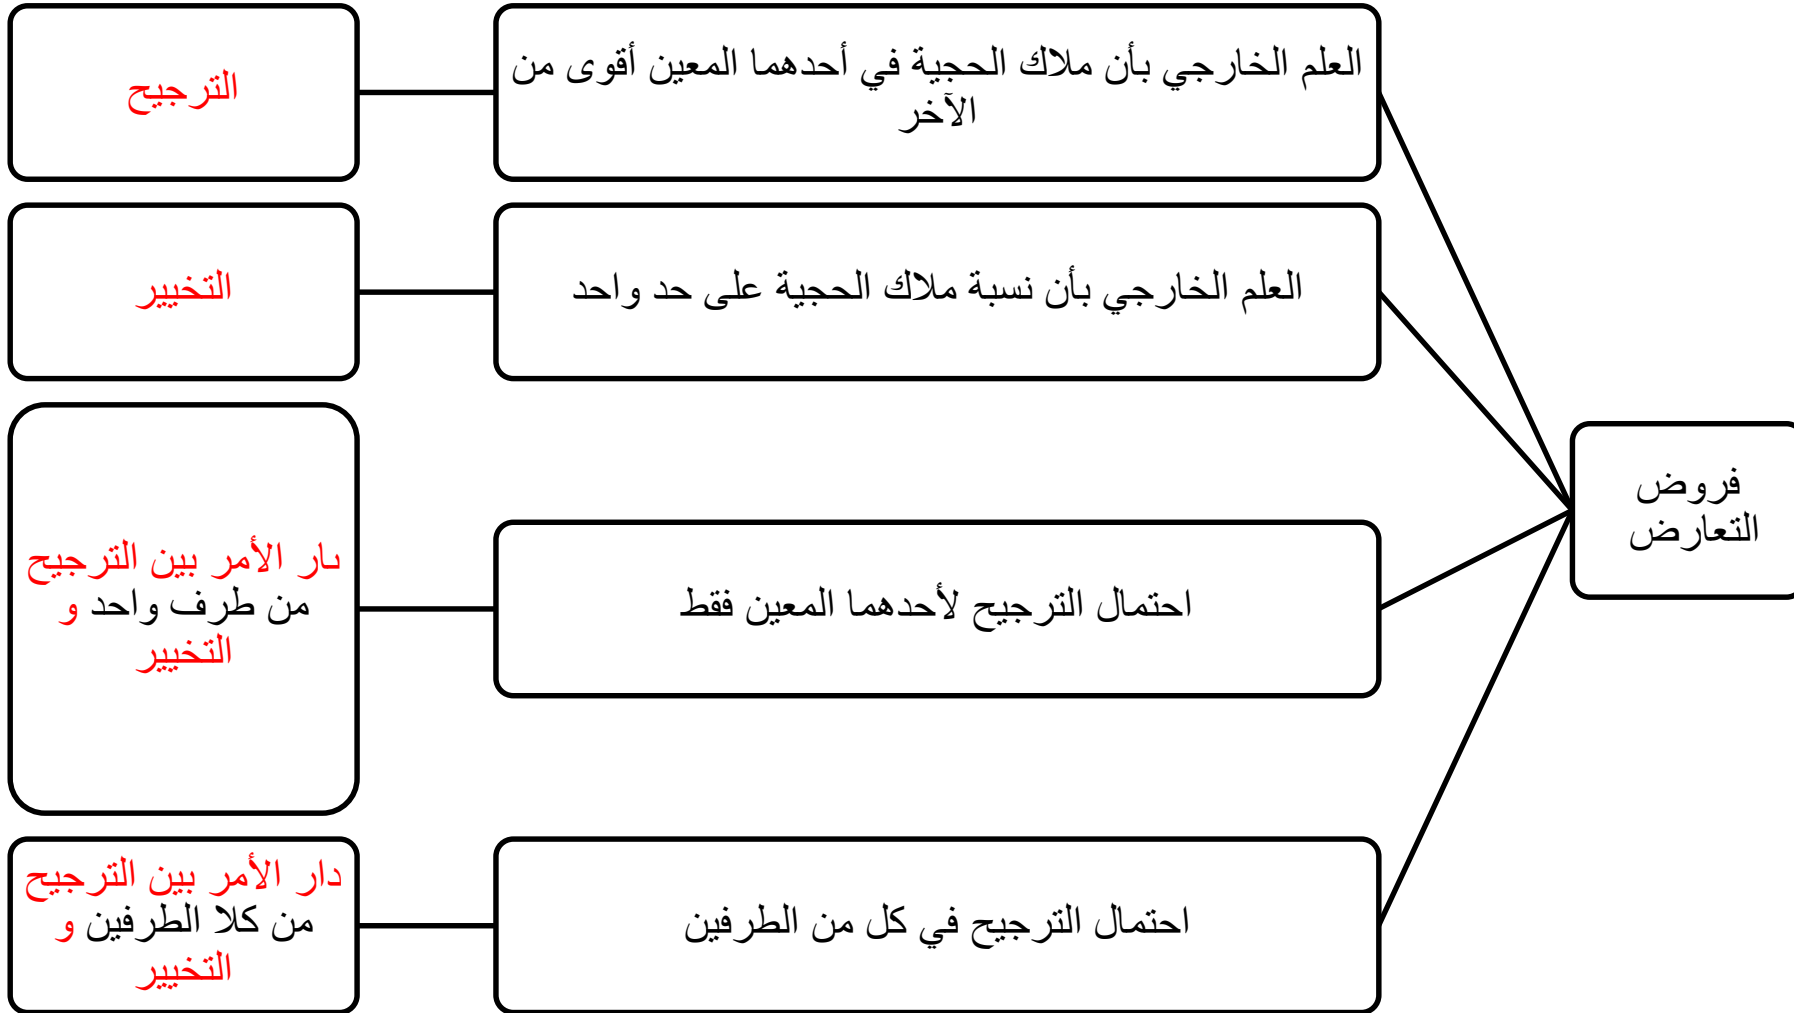 فروض
التعارض
العلم الخارجي بأن ملاك الحجية في أحدهما المعين أقوى من
الآخر
الترجيح
العلم الخارجي بأن نسبة ملاك الحجية على حد واحد
التخيير
احتمال الترجيح لأحدهما المعين فقط
دار الأمر بين الترجيح
من طرف واحد و
التخيير
احتمال الترجيح في كل من الطرفين
دار الأمر بين الترجيح
من كلا الطرفين و
التخيير